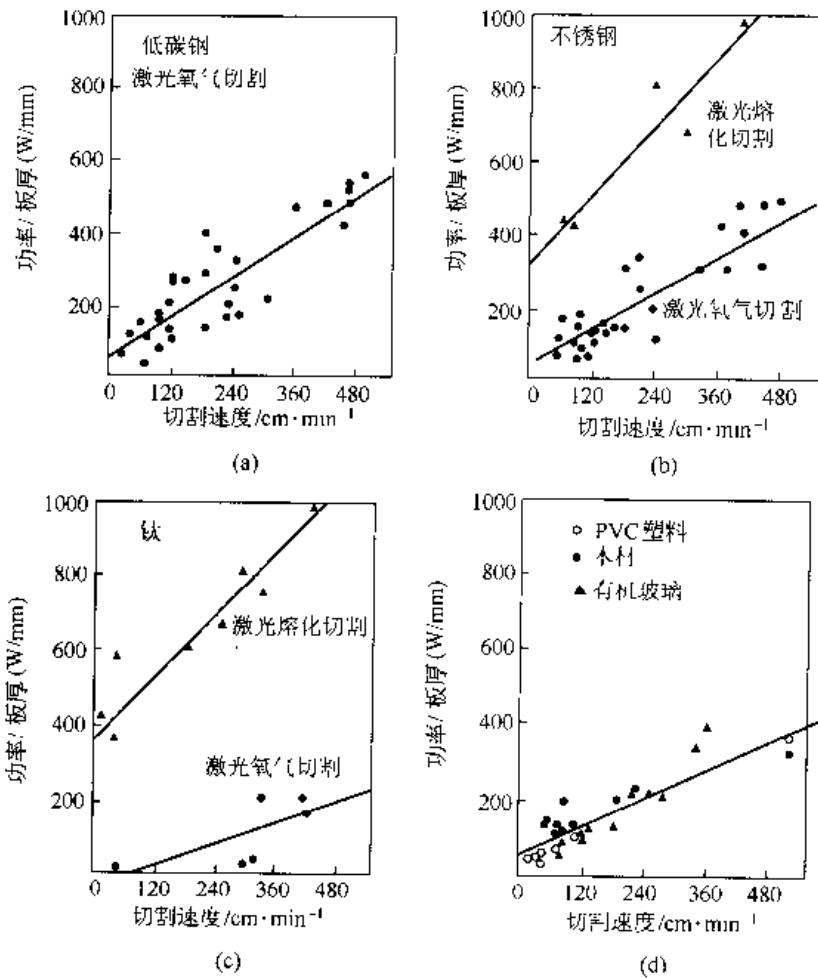 1000
800
600
400
200
功率/ 板厚 (W/mm)
低碳钢
激光氧气切割
0 120 240 360 480
切割速度/cm·min⁻¹
(a)
1000
800
600
400
200
功率/ 板厚 (W/mm)
不锈钢
激光熔
化切割
激光氧气切割
0 120 240 360 480
切割速度/cm·min⁻¹
(b)
1000
800
600
400
200
0
功率/ 板厚 (W/mm)
钛
激光熔化切割
激光氧气切割
0 120 240 360 480
切割速度/cm·min⁻¹
(c)
1000
800
600
400
200
功率/ 板厚 (W/mm)
PVC 塑料
木材
有机玻璃
0 120 240 360 480
切割速度/cm·min⁻¹
(d)